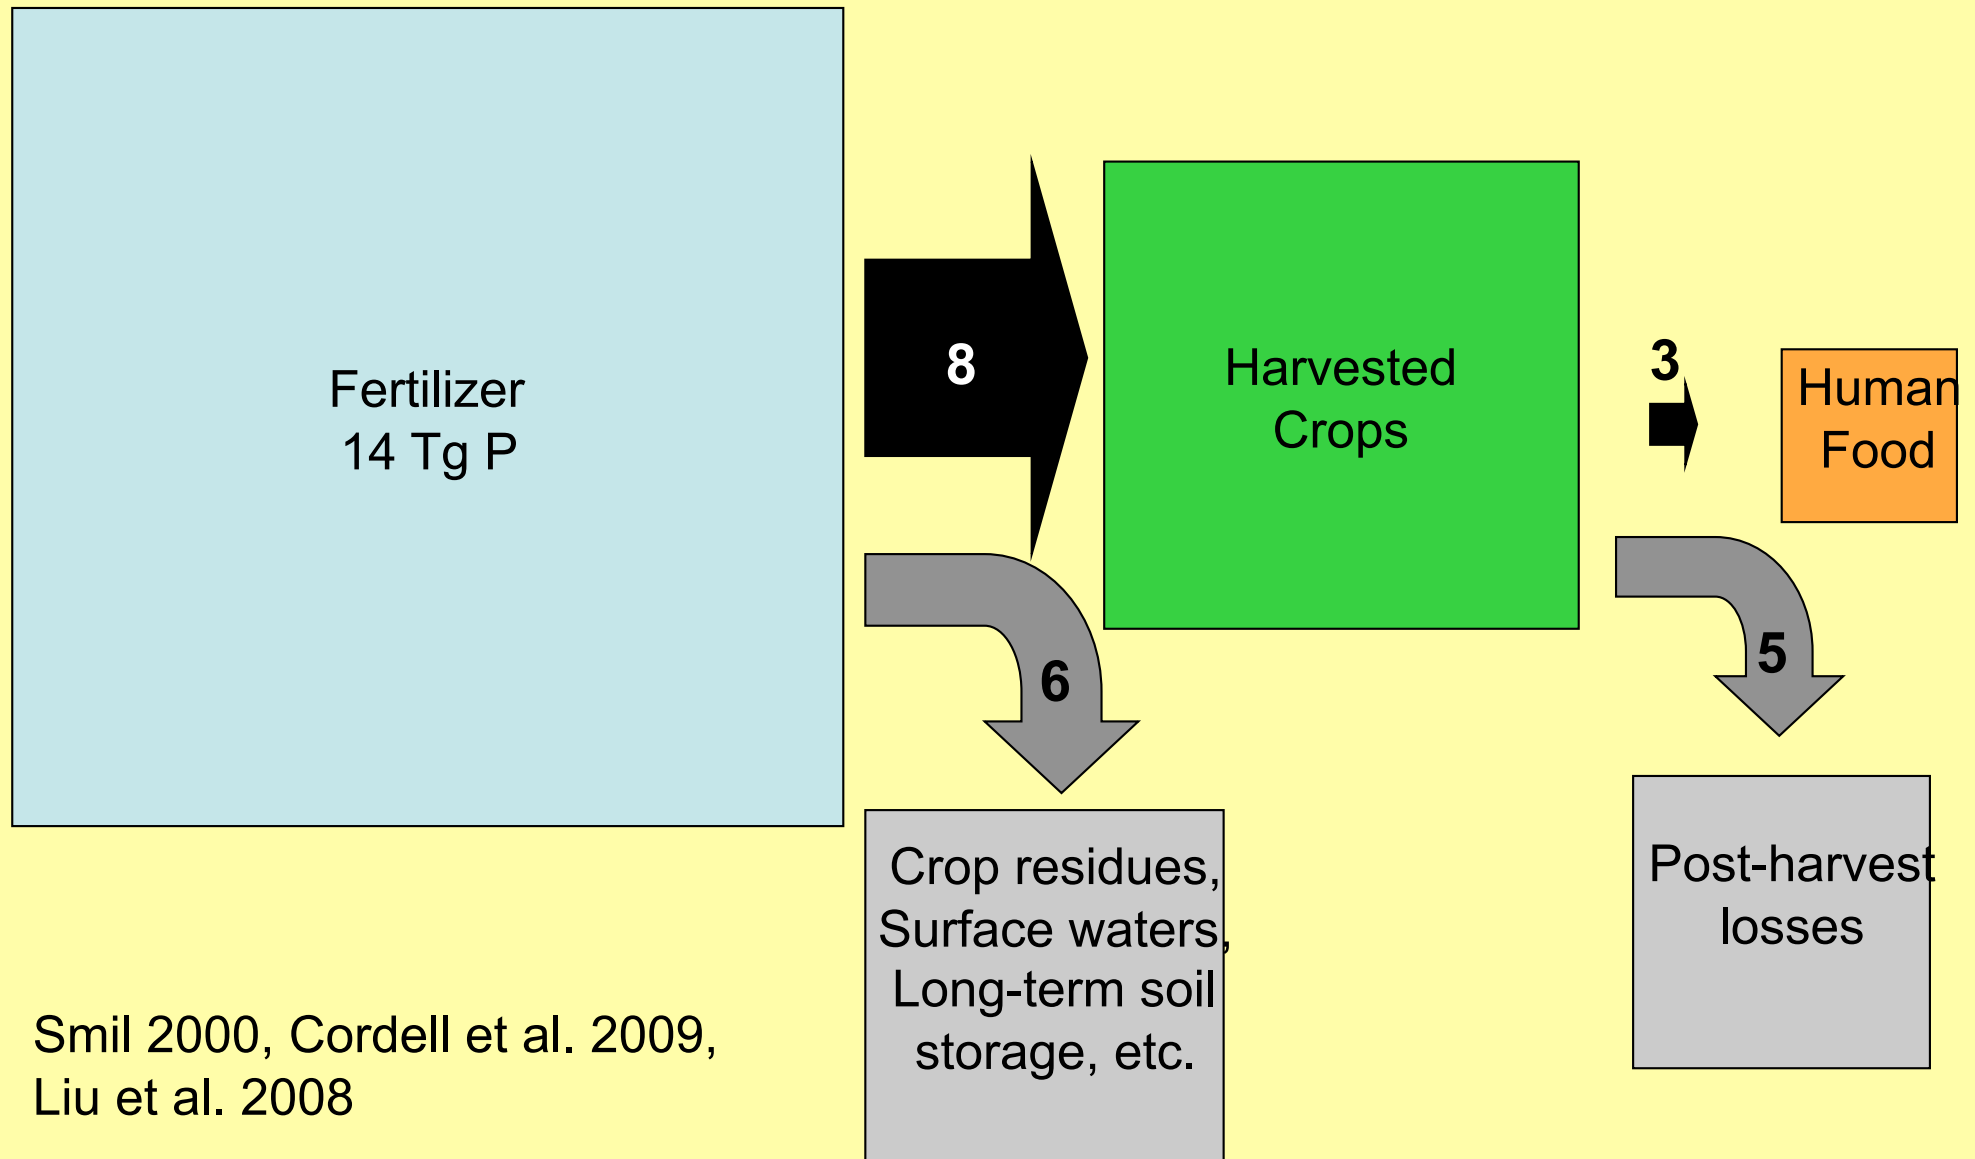 Fertilizer
14 Tg P
8
Harvested
Crops
3
Human
Food
6
5
Crop residues,
Surface waters,
Long-term soil
storage, etc.
Post-harvest
losses
Smil 2000, Cordell et al. 2009,
Liu et al. 2008